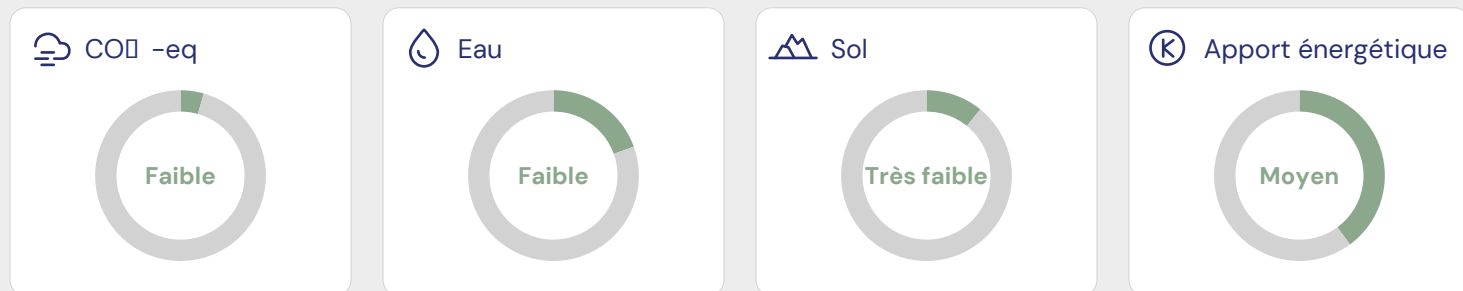 CO▯ -eq
Faible
Eau
Faible
Sol
Très faible
Apport énergétique
Moyen